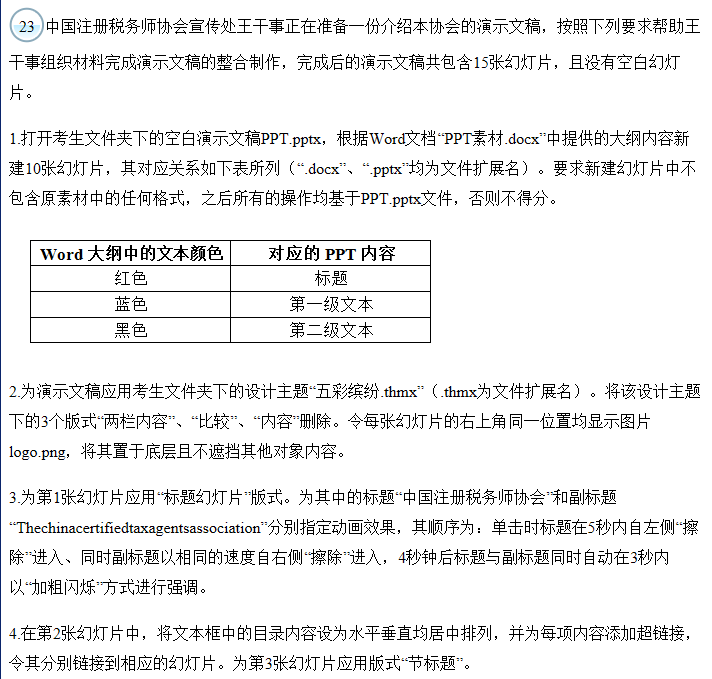 23 中国注册税务师协会宣传处王干事正在准备一份介绍本协会的演示文稿，按照下列要求帮助王
干事组织材料完成演示文稿的整合制作，完成后的演示文稿共包含15张幻灯片，且没有空白幻灯
片。
1.打开考生文件夹下的空白演示文稿PPT.pptx，根据Word文档“PPT素材.docx”中提供的大纲内容新
建10张幻灯片，其对应关系如下表所列（“.docx”、“.pptx”均为文件扩展名）。要求新建幻灯片中不
包含原素材中的任何格式，之后所有的操作均基于PPT.pptx文件，否则不得分。
Word 大纲中的文本颜色 对应的 PPT 内容
红色 标题
蓝色 第一级文本
黑色 第二级文本
2.为演示文稿应用考生文件夹下的设计主题“五彩缤纷.thmx”（.thmx为文件扩展名）。将该设计主题
下的3个版式“两栏内容”、“比较”、“内容”删除。令每张幻灯片的右上角同一位置均显示图片
logo.png，将其置于底层且不遮挡其他对象内容。
3.为第1张幻灯片应用“标题幻灯片”版式。为其中的标题“中国注册税务师协会”和副标题
“Thechinacertifiedtaxagentsassociation”分别指定动画效果，其顺序为：单击时标题在5秒内自左侧“擦
除”进入、同时副标题以相同的速度自右侧“擦除”进入，4秒钟后标题与副标题同时自动在3秒内
以“加粗闪烁”方式进行强调。
4.在第2张幻灯片中，将文本框中的目录内容设为水平垂直均居中排列，并为每项内容添加超链接，
令其分别链接到相应的幻灯片。为第3张幻灯片应用版式“节标题”。